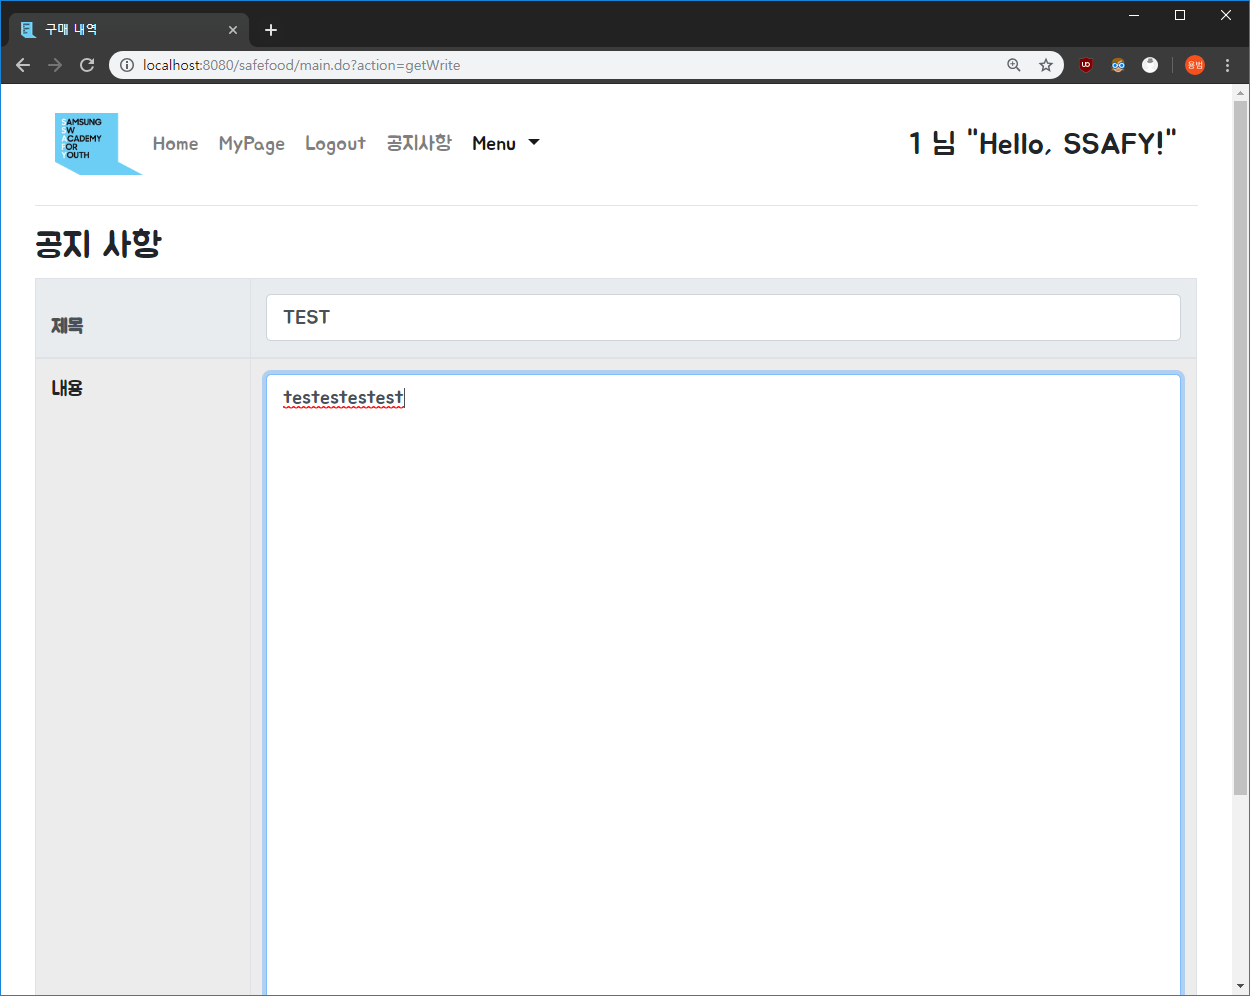 구매 내역
localhost:8080/safefood/main.do?action=getWrite
용범
SAMSUNG
SW
ACADEMY
FOR
YOUTH
Home MyPage Logout 공지사항 Menu
1 님 "Hello, SSAFY!"
공지 사항
제목 TEST
내용 testestestest